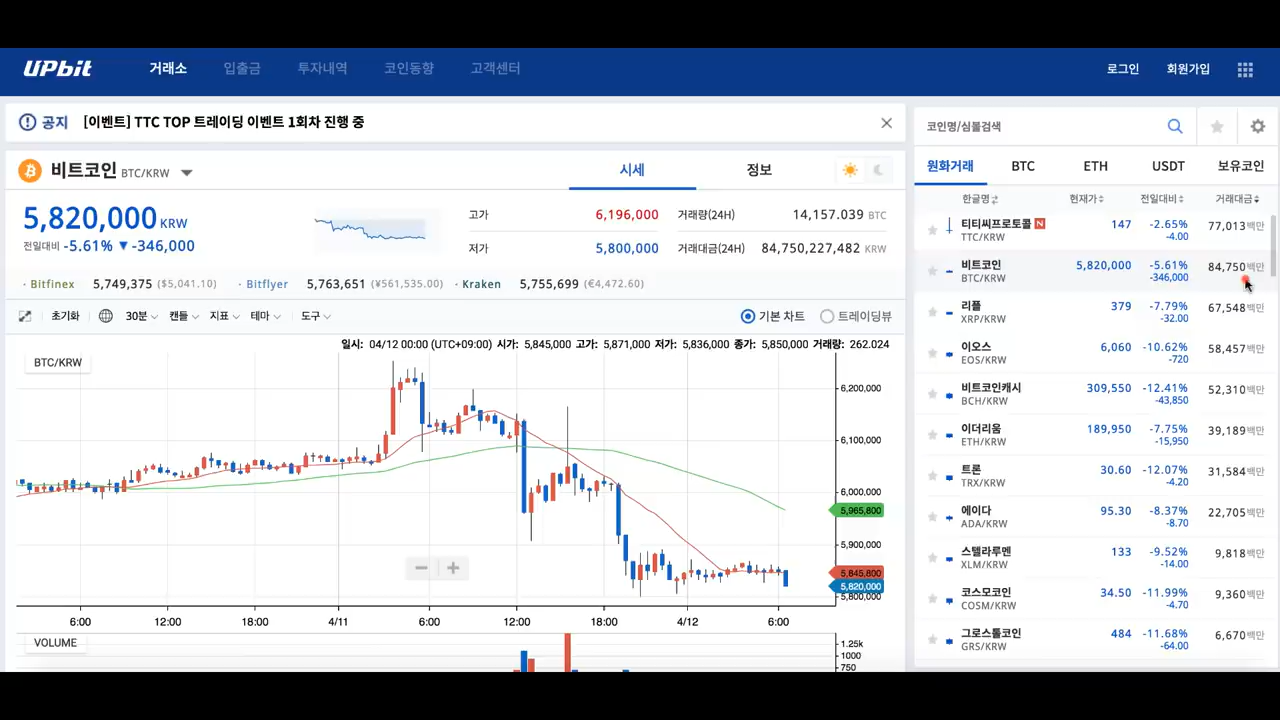 UPbit 거래소 입출금 투자내역 코인동향 고객센터 로그인 회원가입
공지 [이벤트] TTC TOP 트레이딩 이벤트 1회차 진행 중
비트코인 BTC/KRW 시세 정보
5,820,000 KRW
전일대비 -5.61% ▼ -346,000
고가 6,196,000 거래량(24H) 14,157.039 BTC
저가 5,800,000 거래대금(24H) 84,750,227,482 KRW
· Bitfinex 5,749,375 ($5,041.10) · Bitflyer 5,763,651 (¥561,535.00) · Kraken 5,755,699 (€4,472.60)
초기화 30분 캔들 지표 테마 도구 기본 차트 트레이딩뷰
일시: 04/12 00:00 (UTC+09:00) 시가: 5,845,000 고가: 5,871,000 저가: 5,836,000 종가: 5,850,000 거래량: 262.024
BTC/KRW
6,200,000
6,100,000
6,000,000
5,965,800
5,900,000
5,845,800
5,820,000
5,800,000
6:00 12:00 18:00 4/11 6:00 12:00 18:00 4/12 6:00
VOLUME
1.25k
1000
750
코인명/심볼검색
원화거래 BTC ETH USDT 보유코인
한글명 현재가 전일대비 거래대금
티티씨프로토콜 N 147 -2.65% 77,013백만
TTC/KRW -4.00
비트코인 5,820,000 -5.61% 84,750백만
BTC/KRW -346,000
리플 379 -7.79% 67,548백만
XRP/KRW -32.00
이오스 6,060 -10.62% 58,457백만
EOS/KRW -720
비트코인캐시 309,550 -12.41% 52,310백만
BCH/KRW -43,850
이더리움 189,950 -7.75% 39,189백만
ETH/KRW -15,950
트론 30.60 -12.07% 31,584백만
TRX/KRW -4.20
에이다 95.30 -8.37% 22,705백만
ADA/KRW -8.70
스텔라루멘 133 -9.52% 9,818백만
XLM/KRW -14.00
코스모코인 34.50 -11.99% 9,360백만
COSM/KRW -4.70
그로스톨코인 484 -11.68% 6,670백만
GRS/KRW -64.00